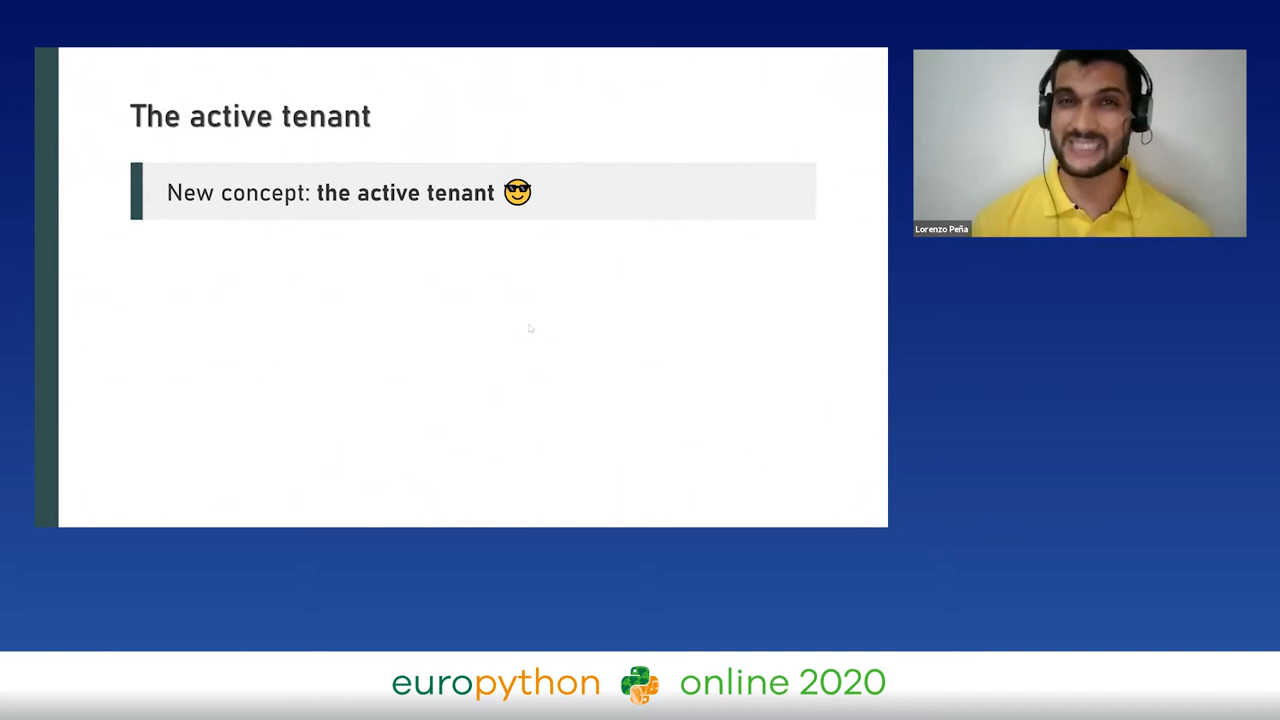 The active tenant
New concept: the active tenant 😎
Lorenzo Peña
europython online 2020